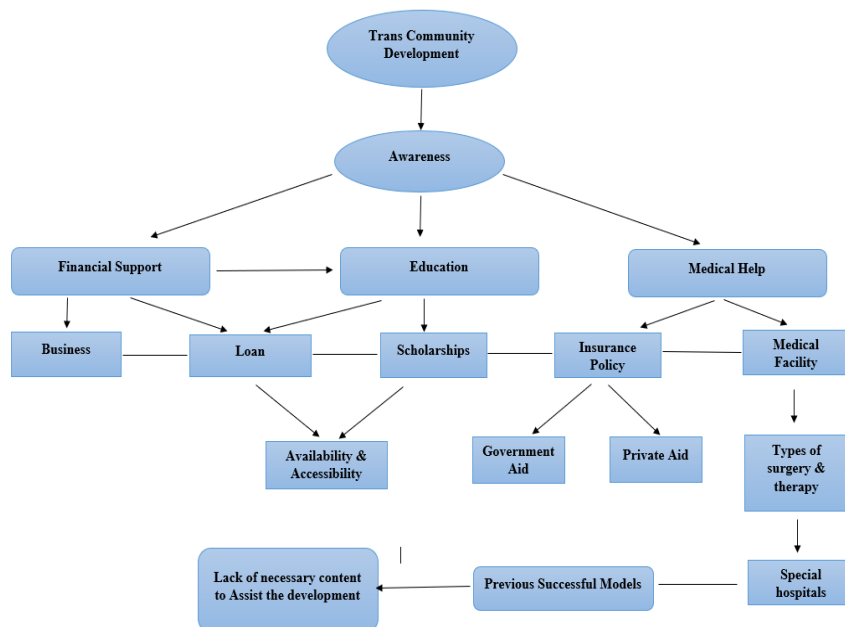 Trans Community
Development
Awareness
Financial Support
Education
Medical Help
Business
Loan
Scholarships
Insurance
Policy
Medical
Facility
Availability &
Accessibility
Government
Aid
Private Aid
Types of
surgery &
therapy
Lack of necessary content
to Assist the development
Previous Successful Models
Special
hospitals